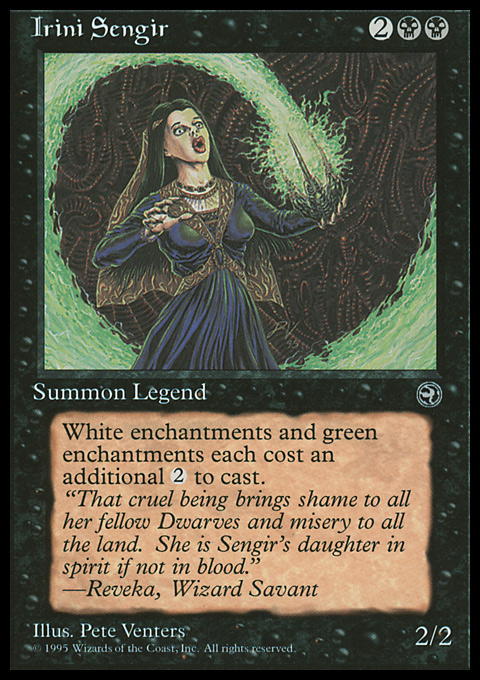 Irini Sengir 2
Summon Legend
White enchantments and green
enchantments each cost an
additional 2 to cast.
“That cruel being brings shame to all
her fellow Dwarves and misery to all
the land. She is Sengir's daughter in
spirit if not in blood.”
—Reveka, Wizard Savant
Illus. Pete Venters
© 1995 Wizards of the Coast, Inc. All rights reserved.
2/2